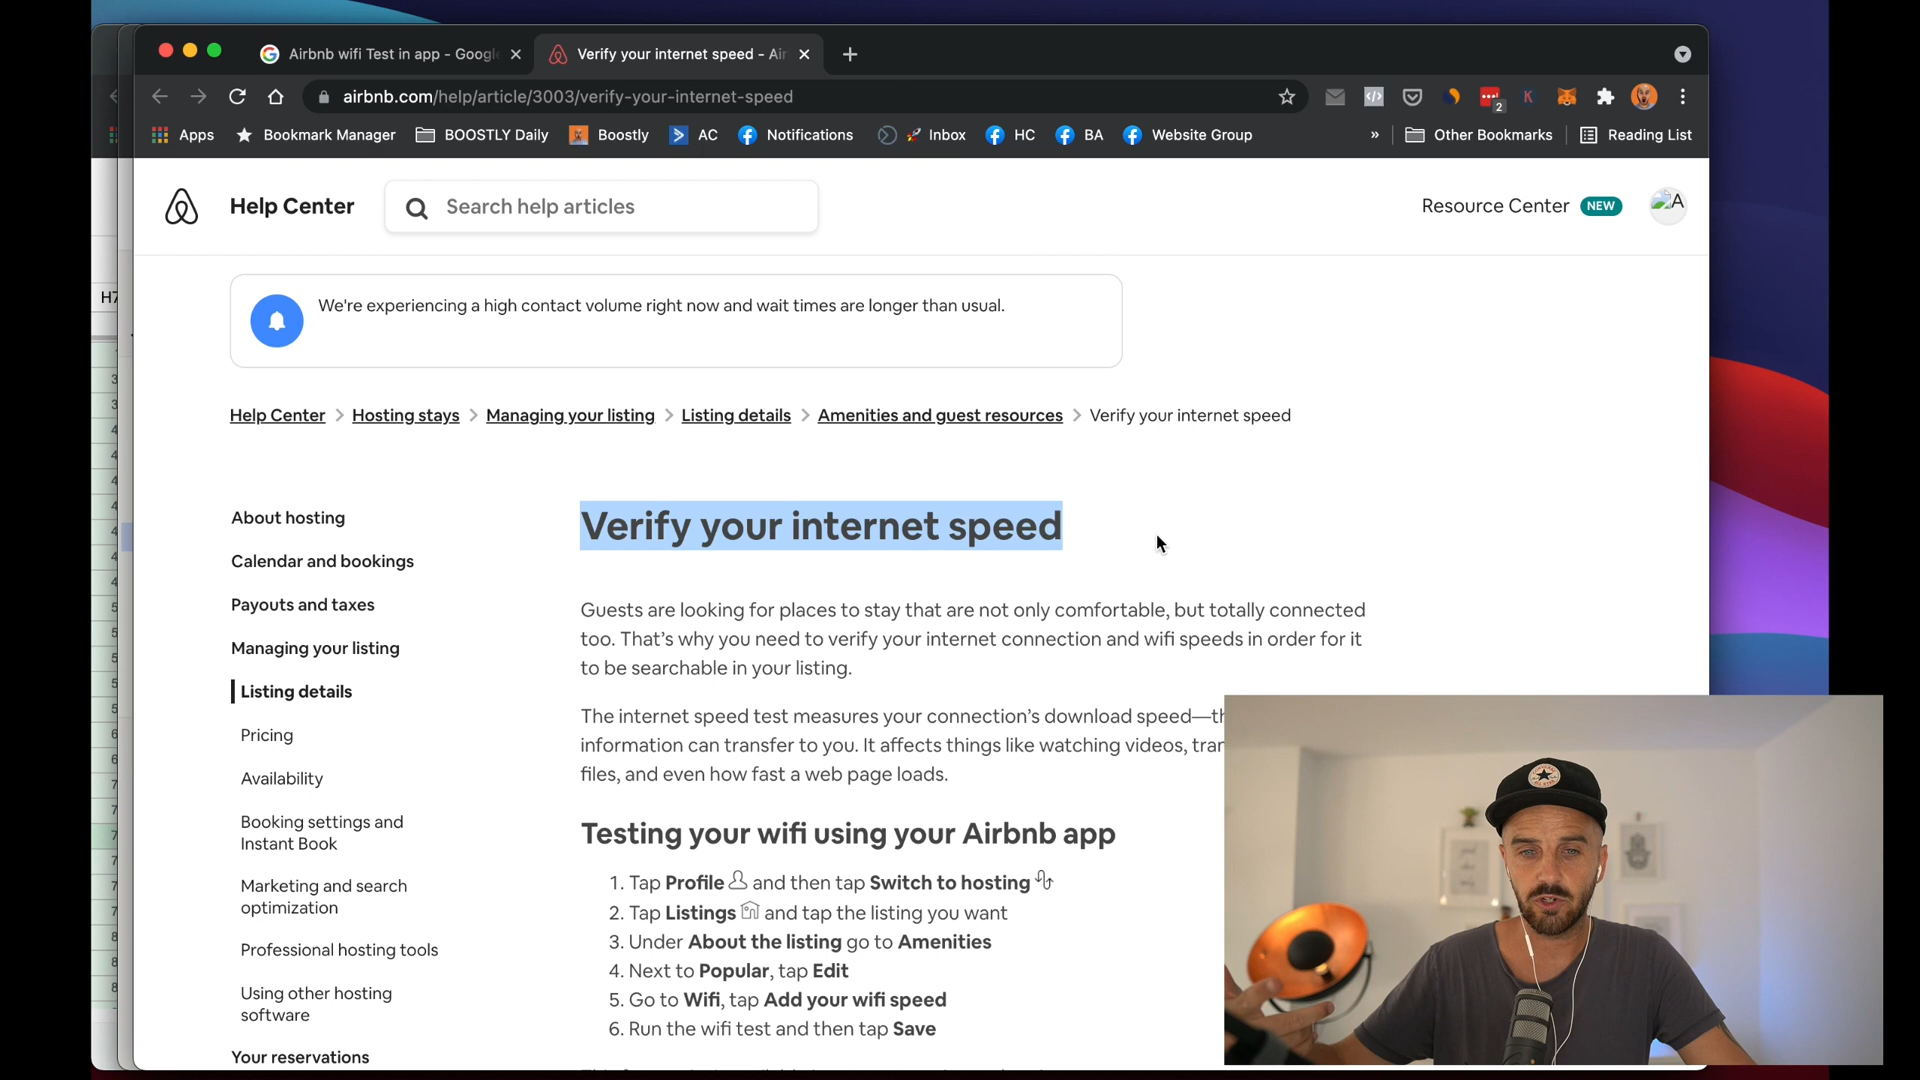 Airbnb wifi Test in app - Googl
Verify your internet speed - Air
airbnb.com/help/article/3003/verify-your-internet-speed
2
Apps
Bookmark Manager
BOOSTLY Daily
Boostly
AC
Notifications
Inbox
HC
BA
Website Group
»
Other Bookmarks
Reading List
Help Center
Search help articles
Resource Center
NEW
A
H7
We're experiencing a high contact volume right now and wait times are longer than usual.
Help Center > Hosting stays > Managing your listing > Listing details > Amenities and guest resources > Verify your internet speed
About hosting
Calendar and bookings
Payouts and taxes
Managing your listing
Listing details
Pricing
Availability
Booking settings and
Instant Book
Marketing and search
optimization
Professional hosting tools
Using other hosting
software
Your reservations
Verify your internet speed
Guests are looking for places to stay that are not only comfortable, but totally connected
too. That's why you need to verify your internet connection and wifi speeds in order for it
to be searchable in your listing.
The internet speed test measures your connection's download speed—th
information can transfer to you. It affects things like watching videos, tran
files, and even how fast a web page loads.
Testing your wifi using your Airbnb app
1. Tap Profile and then tap Switch to hosting
2. Tap Listings and tap the listing you want
3. Under About the listing go to Amenities
4. Next to Popular, tap Edit
5. Go to Wifi, tap Add your wifi speed
6. Run the wifi test and then tap Save